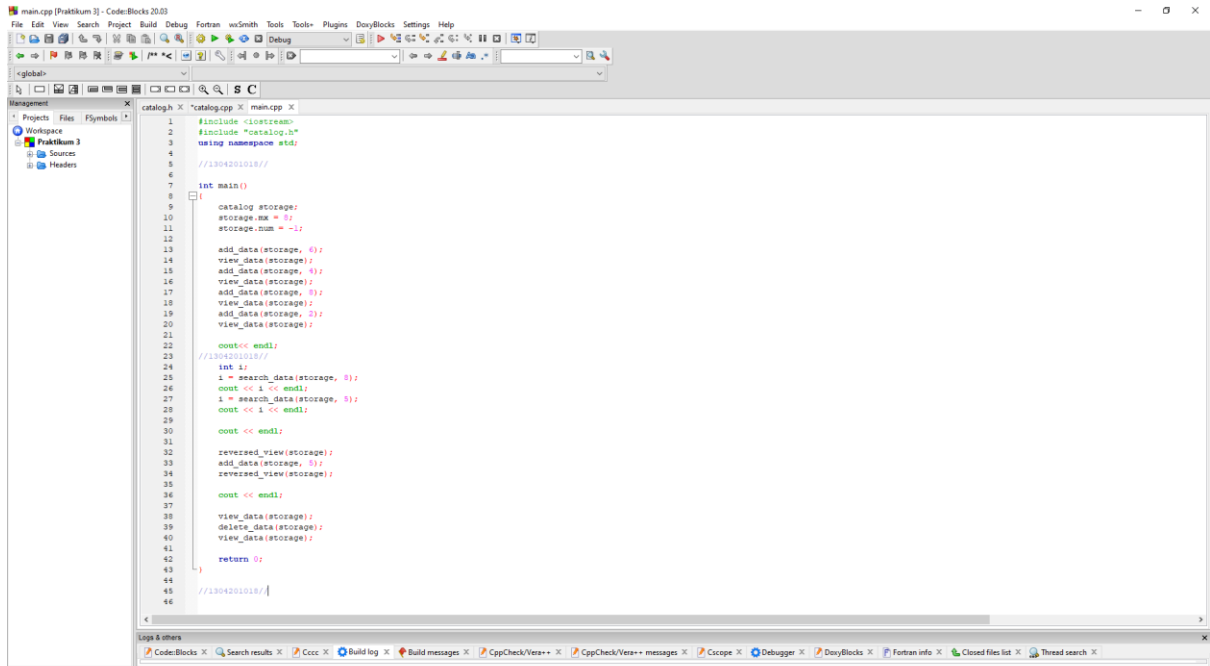 main.cpp [Praktikum 3] - Code::Blocks 20.03
File Edit View Search Project Build Debug Fortran wxSmith Tools Tools+ Plugins DoxyBlocks Settings Help
Debug
/** *<
<global>
S C
Management
Projects Files FSymbols
Workspace
Praktikum 3
Sources
Headers
catalog.h X *catalog.cpp X main.cpp X
1 #include <iostream>
2 #include "catalog.h"
3 using namespace std;
4
5 //1304201018//
6
7 int main()
8 {
9 catalog storage;
10 storage.mx = 8;
11 storage.num = -1;
12
13 add_data(storage, 6);
14 view_data(storage);
15 add_data(storage, 4);
16 view_data(storage);
17 add_data(storage, 8);
18 view_data(storage);
19 add_data(storage, 2);
20 view_data(storage);
21
22 cout<< endl;
23 //1304201018//
24 int i;
25 i = search_data(storage, 8);
26 cout << i << endl;
27 i = search_data(storage, 5);
28 cout << i << endl;
29
30 cout << endl;
31
32 reversed_view(storage);
33 add_data(storage, 5);
34 reversed_view(storage);
35
36 cout << endl;
37
38 view_data(storage);
39 delete_data(storage);
40 view_data(storage);
41
42 return 0;
43 }
44
45 //1304201018//
46
Logs & others
Code::Blocks X Search results X Cccc X Build log X Build messages X CppCheck/Vera++ X CppCheck/Vera++ messages X Cscope X Debugger X DoxyBlocks X Fortran info X Closed files list X Thread search X